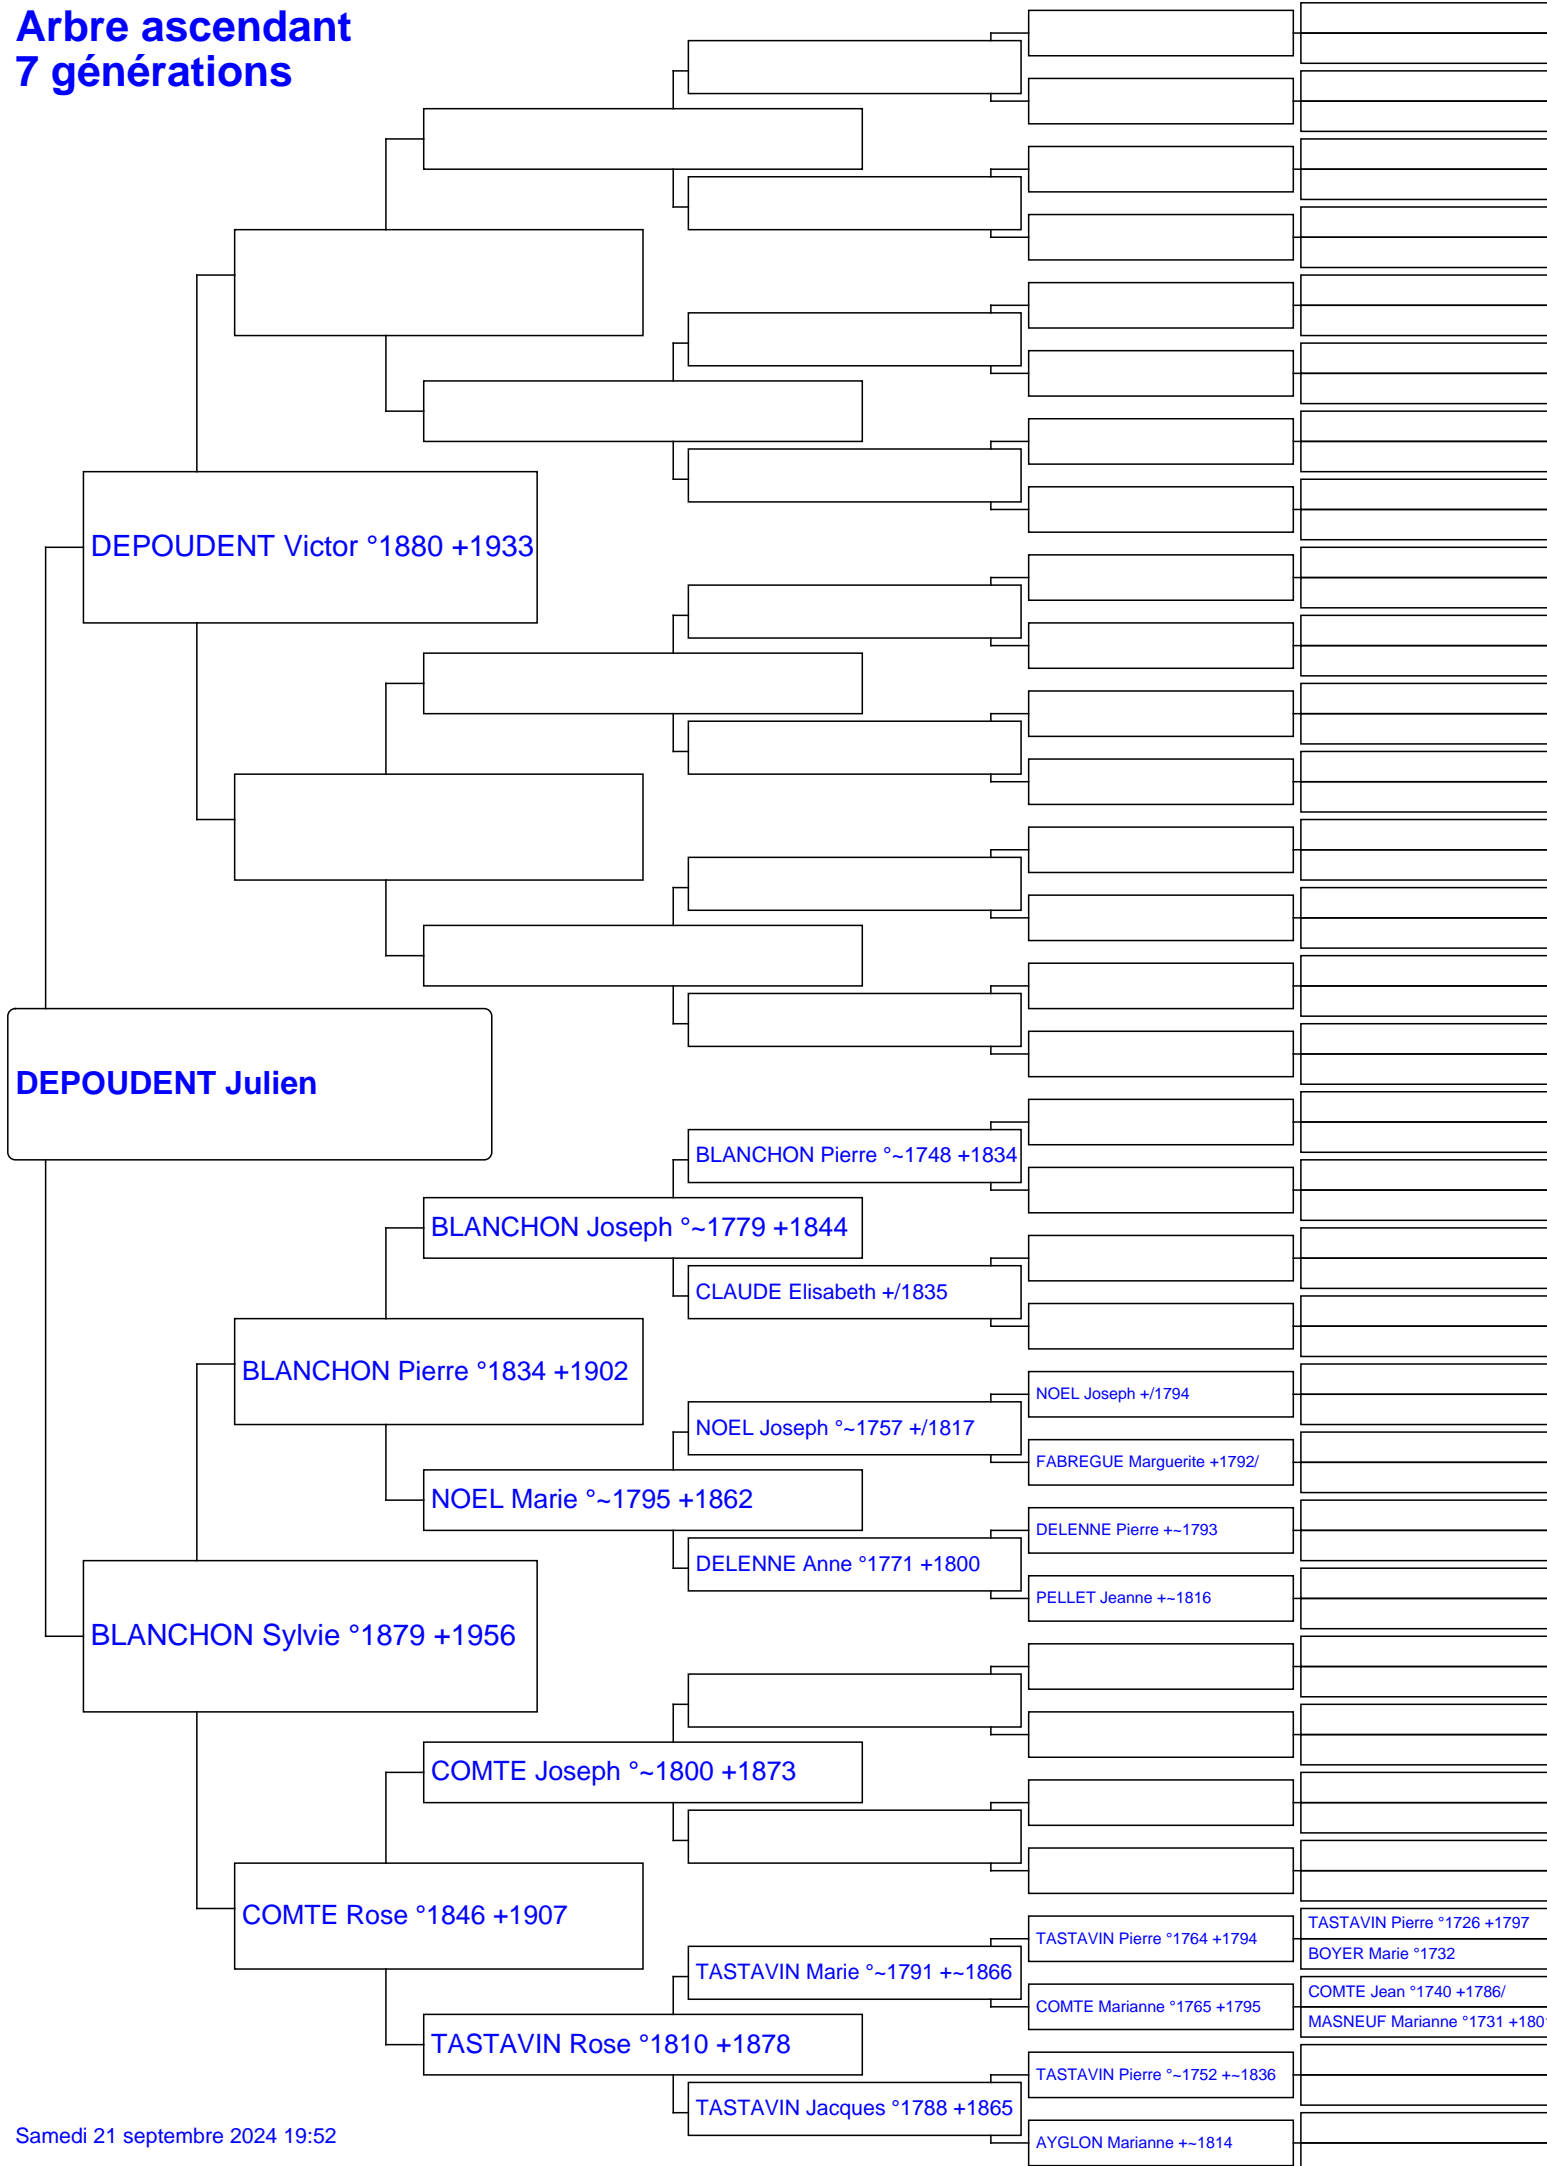 Arbre ascendant
7 générations
DEPOUDENT Victor °1880 +1933
DEPOUDENT Julien
BLANCHON Pierre °~1748 +1834
BLANCHON Joseph °~1779 +1844
CLAUDE Elisabeth +/1835
BLANCHON Pierre °1834 +1902
NOEL Joseph +/1794
NOEL Joseph °~1757 +/1817
FABREGUE Marguerite +1792/
NOEL Marie °~1795 +1862
DELENNE Pierre +~1793
DELENNE Anne °1771 +1800
PELLET Jeanne +~1816
BLANCHON Sylvie °1879 +1956
COMTE Joseph °~1800 +1873
COMTE Rose °1846 +1907
TASTAVIN Pierre °1726 +1797
TASTAVIN Pierre °1764 +1794
BOYER Marie °1732
TASTAVIN Marie °~1791 +~1866
COMTE Jean °1740 +1786/
COMTE Marianne °1765 +1795
MASNEUF Marianne °1731
TASTAVIN Rose °1810 +1878
TASTAVIN Pierre °~1752 +~1836
TASTAVIN Jacques °1788 +1865
AYGLON Marianne +~1814
Samedi 21 septembre 2024 19:52